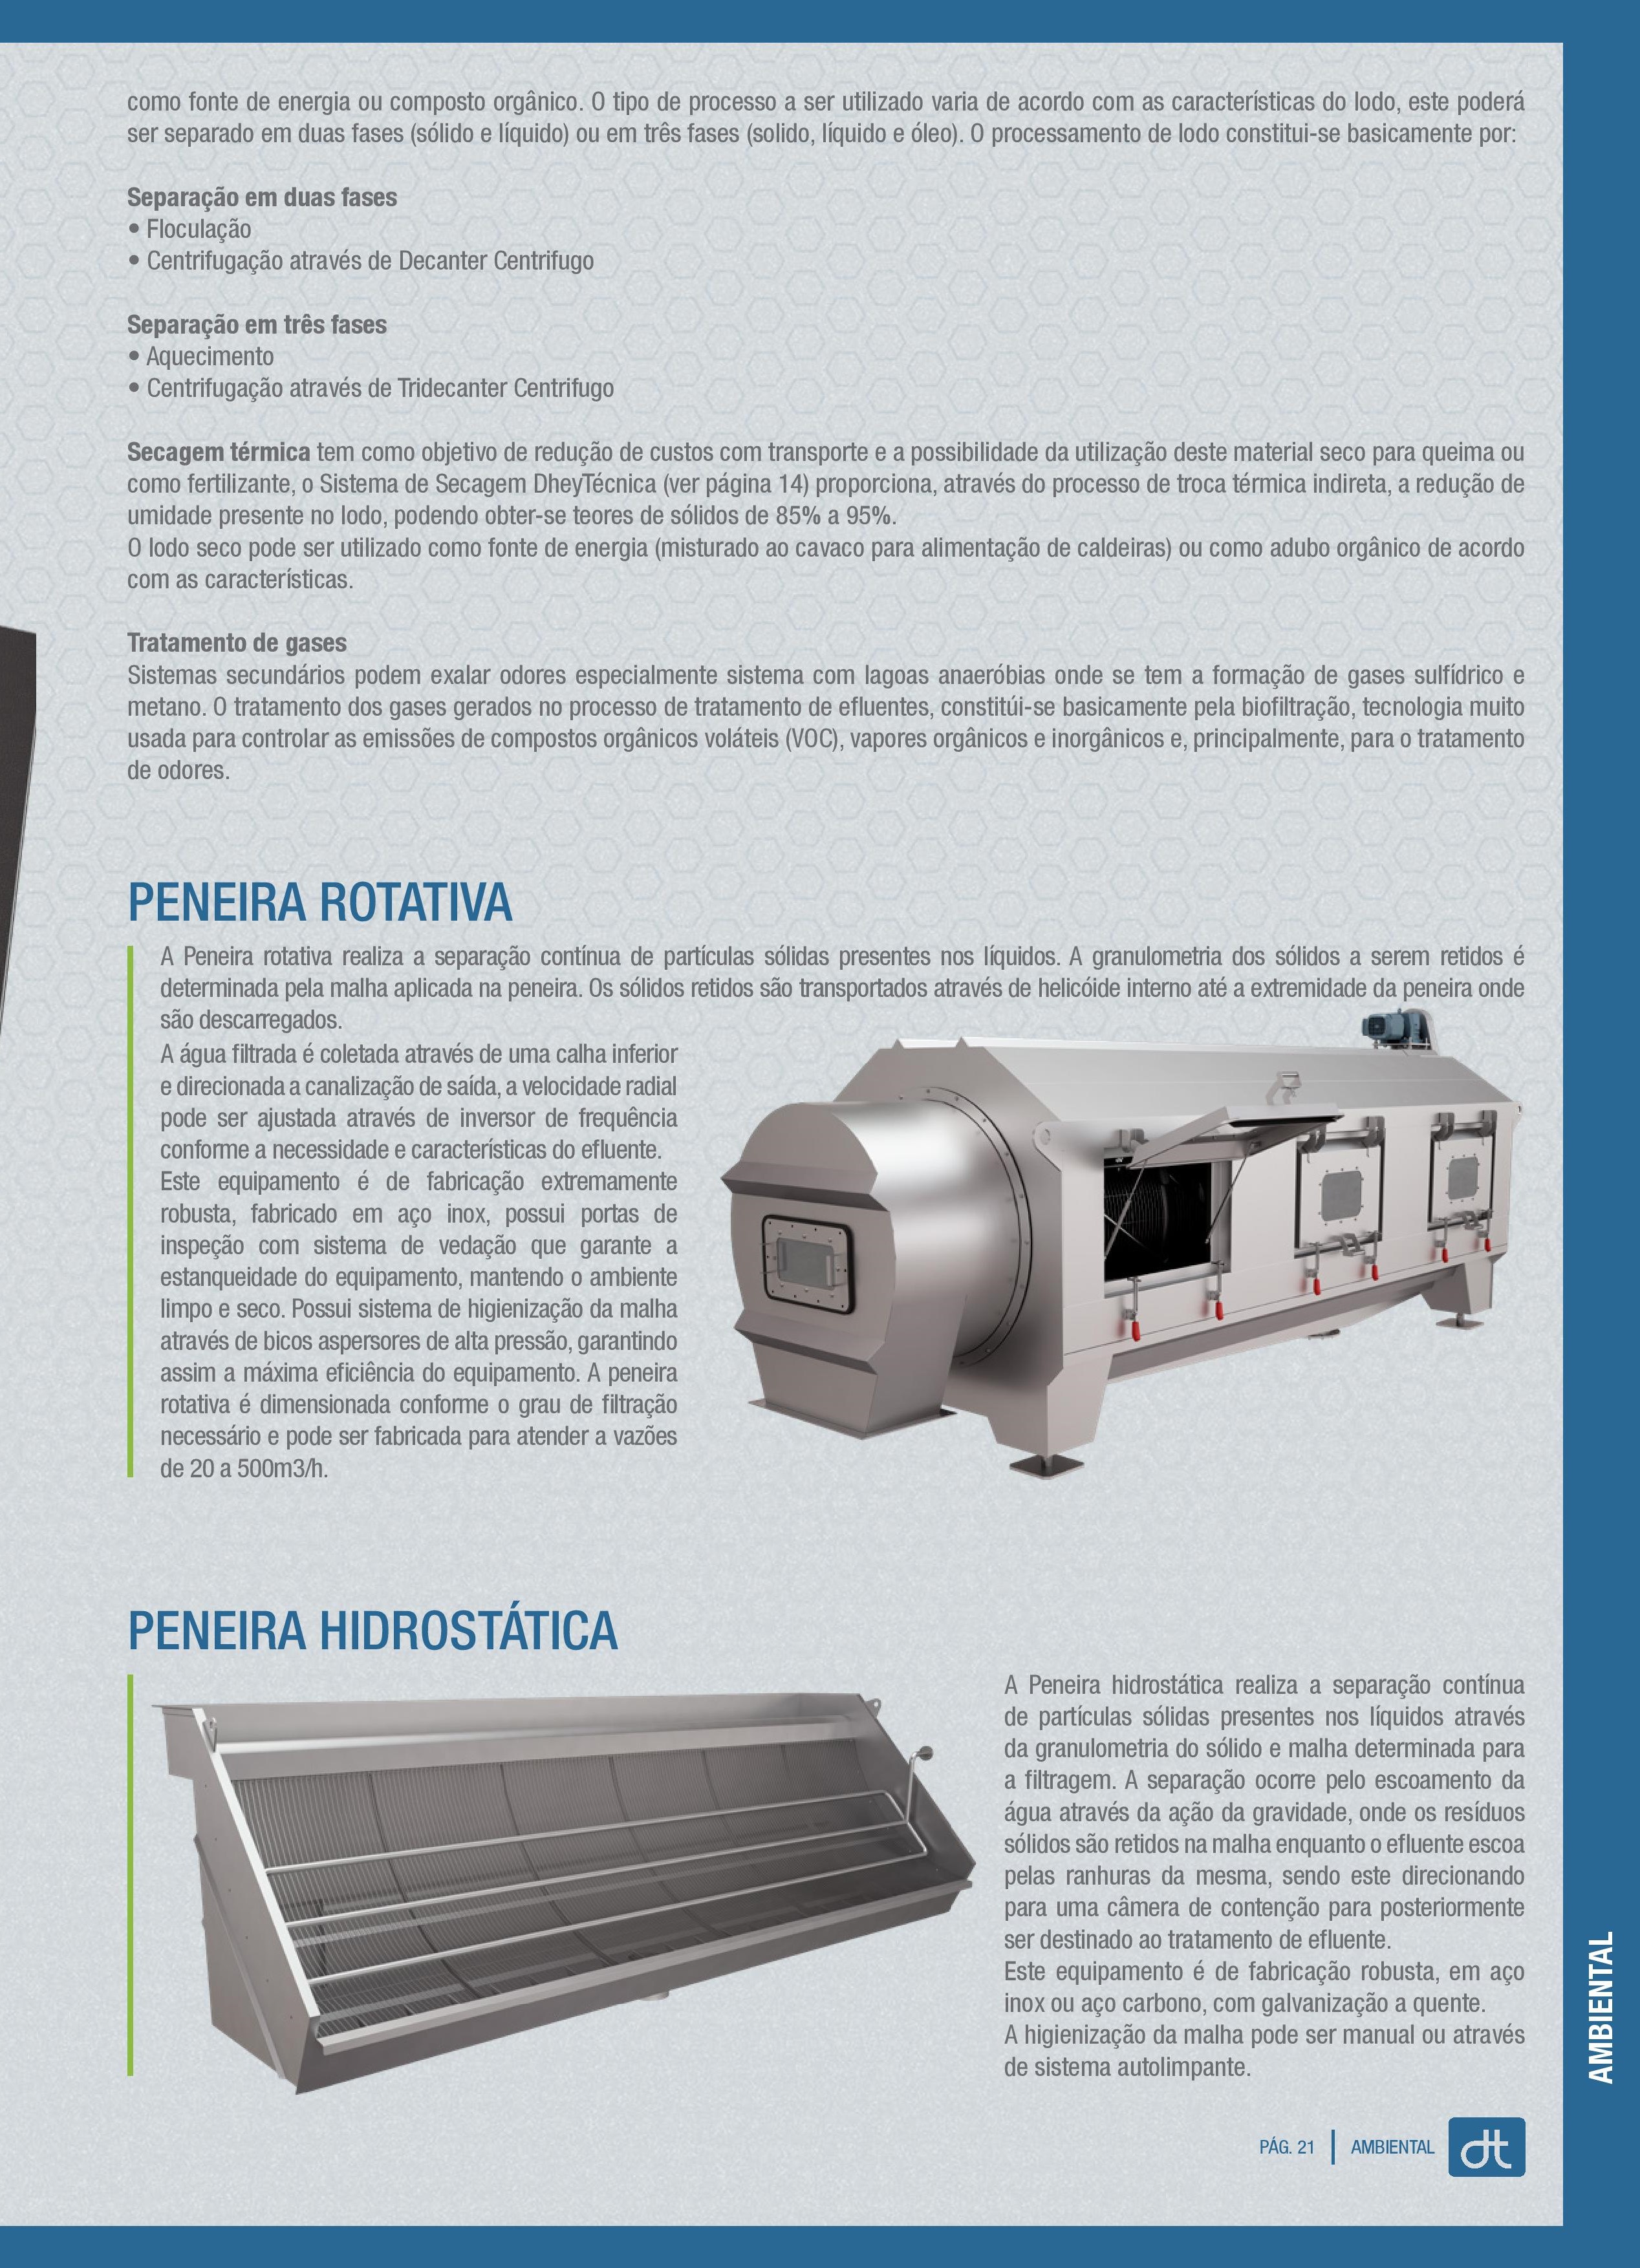 como fonte de energia ou composto orgânico. O tipo de processo a ser utilizado varia de acordo com as características do lodo, este poderá
ser separado em duas fases (sólido e líquido) ou em três fases (solido, líquido e óleo). O processamento de lodo constitui-se basicamente por:
Separação em duas fases
• Floculação
• Centrifugação através de Decanter Centrifugo
Separação em três fases
• Aquecimento
• Centrifugação através de Tridecanter Centrifugo
Secagem térmica tem como objetivo de redução de custos com transporte e a possibilidade da utilização deste material seco para queima ou
como fertilizante, o Sistema de Secagem DheyTécnica (ver página 14) proporciona, através do processo de troca térmica indireta, a redução de
umidade presente no lodo, podendo obter-se teores de sólidos de 85% a 95%.
O lodo seco pode ser utilizado como fonte de energia (misturado ao cavaco para alimentação de caldeiras) ou como adubo orgânico de acordo
com as características.
Tratamento de gases
Sistemas secundários podem exalar odores especialmente sistema com lagoas anaeróbias onde se tem a formação de gases sulfídrico e
metano. O tratamento dos gases gerados no processo de tratamento de efluentes, constitúi-se basicamente pela biofiltração, tecnologia muito
usada para controlar as emissões de compostos orgânicos voláteis (VOC), vapores orgânicos e inorgânicos e, principalmente, para o tratamento
de odores.
PENEIRA ROTATIVA
A Peneira rotativa realiza a separação contínua de partículas sólidas presentes nos líquidos. A granulometria dos sólidos a serem retidos é
determinada pela malha aplicada na peneira. Os sólidos retidos são transportados através de helicóide interno até a extremidade da peneira onde
são descarregados.
A água filtrada é coletada através de uma calha inferior
e direcionada a canalização de saída, a velocidade radial
pode ser ajustada através de inversor de frequência
conforme a necessidade e características do efluente.
Este equipamento é de fabricação extremamente
robusta, fabricado em aço inox, possui portas de
inspeção com sistema de vedação que garante a
estanqueidade do equipamento, mantendo o ambiente
limpo e seco. Possui sistema de higienização da malha
através de bicos aspersores de alta pressão, garantindo
assim a máxima eficiência do equipamento. A peneira
rotativa é dimensionada conforme o grau de filtração
necessário e pode ser fabricada para atender a vazões
de 20 a 500m3/h.
PENEIRA HIDROSTÁTICA
A Peneira hidrostática realiza a separação contínua
de partículas sólidas presentes nos líquidos através
da granulometria do sólido e malha determinada para
a filtragem. A separação ocorre pelo escoamento da
água através da ação da gravidade, onde os resíduos
sólidos são retidos na malha enquanto o efluente escoa
pelas ranhuras da mesma, sendo este direcionando
para uma câmera de contenção para posteriormente
ser destinado ao tratamento de efluente.
Este equipamento é de fabricação robusta, em aço
inox ou aço carbono, com galvanização a quente.
A higienização da malha pode ser manual ou através
de sistema autolimpante.
AMBIENTAL
PÁG. 21 | AMBIENTAL dt